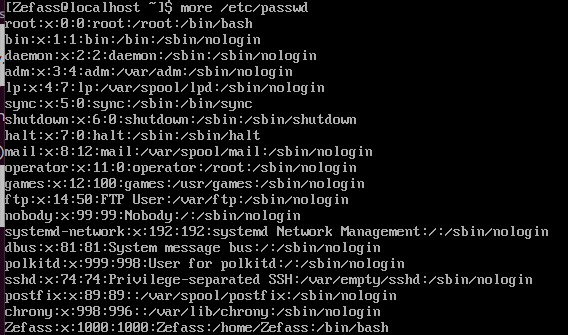 [Zefass@localhost ~]$ more /etc/passwd
root:x:0:0:root:/root:/bin/bash
bin:x:1:1:bin:/bin:/sbin/nologin
daemon:x:2:2:daemon:/sbin:/sbin/nologin
adm:x:3:4:adm:/var/adm:/sbin/nologin
lp:x:4:7:lp:/var/spool/lpd:/sbin/nologin
sync:x:5:0:sync:/sbin:/bin/sync
shutdown:x:6:0:shutdown:/sbin:/sbin/shutdown
halt:x:7:0:halt:/sbin:/sbin/halt
mail:x:8:12:mail:/var/spool/mail:/sbin/nologin
operator:x:11:0:operator:/root:/sbin/nologin
games:x:12:100:games:/usr/games:/sbin/nologin
ftp:x:14:50:FTP User:/var/ftp:/sbin/nologin
nobody:x:99:99:Nobody:/:/sbin/nologin
systemd-network:x:192:192:systemd Network Management:/:/sbin/nologin
dbus:x:81:81:System message bus:/:/sbin/nologin
polkitd:x:999:998:User for polkitd:/:/sbin/nologin
sshd:x:74:74:Privilege-separated SSH:/var/empty/sshd:/sbin/nologin
postfix:x:89:89::/var/spool/postfix:/sbin/nologin
chrony:x:998:996::/var/lib/chrony:/sbin/nologin
Zefass:x:1000:1000:Zefass:/home/Zefass:/bin/bash